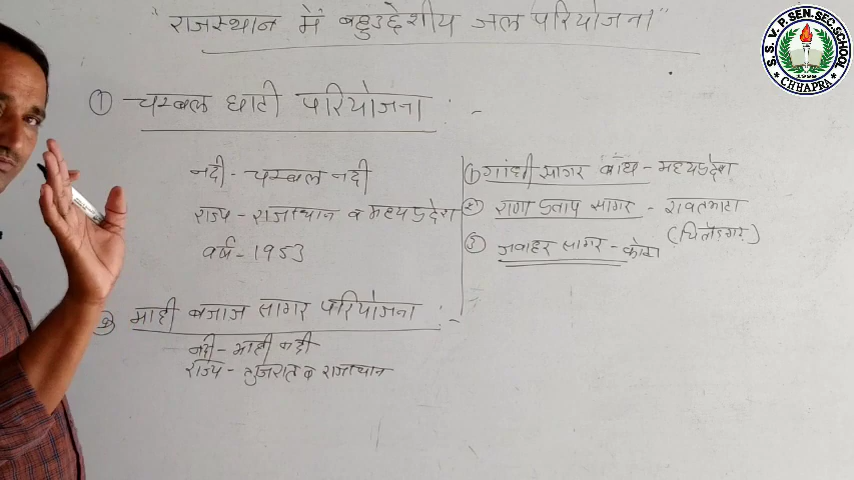 "राजस्थान में बहुउद्देशीय जल परियोजना"
① चम्बल घाटी परियोजना :-
नदी - चम्बल नदी
राज्य - राजस्थान व मध्यप्रदेश
वर्ष - 1953
① गांधी सागर बाँध - मध्यप्रदेश
② राणा प्रताप सागर - रावतभाटा
(चितौड़गढ़)
③ जवाहर सागर - कोटा
② माही बजाज सागर परियोजना :-
नदी - माही नदी
राज्य - गुजरात व राजस्थान
S. S. V. P. SEN. SEC. SCHOOL
CHHAPRA